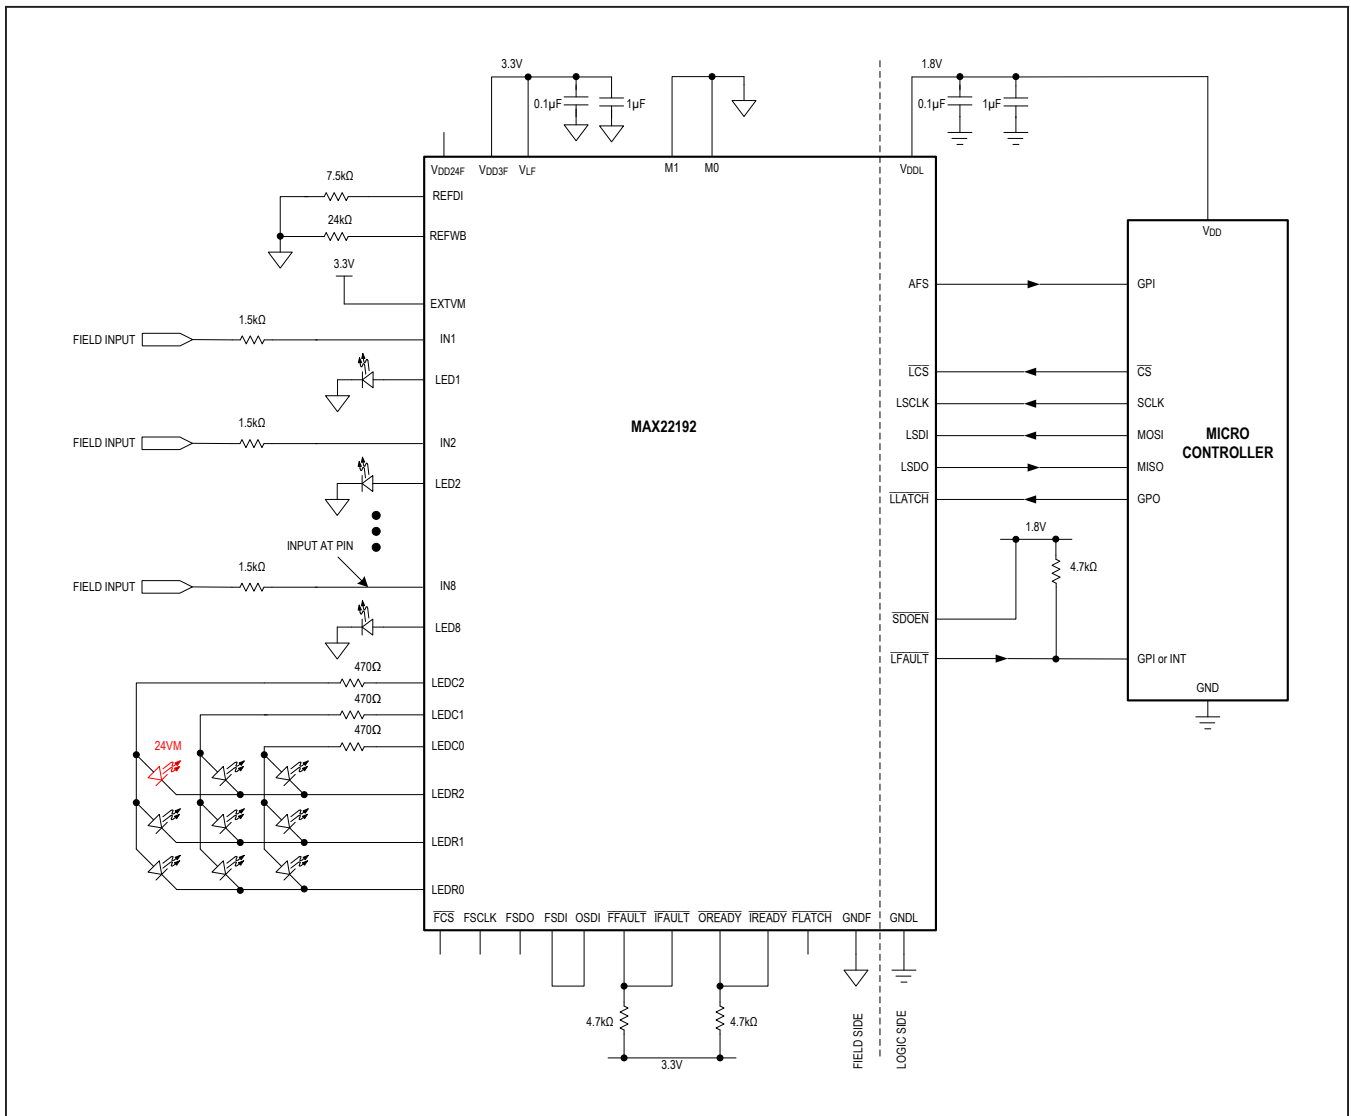 3.3V
1.8V
0.1µF
1µF
0.1µF
1µF
VDD24F
VDD3F
VLF
M1
M0
VDDL
7.5kΩ
REFDI
24kΩ
REFWB
VDD
3.3V
EXTVM
AFS
GPI
1.5kΩ
FIELD INPUT
IN1
LED1
LCS
CS
LSCLK
SCLK
1.5kΩ
FIELD INPUT
IN2
MAX22192
LSDI
MOSI
MICRO
CONTROLLER
LED2
LSDO
MISO
LLATCH
GPO
1.8V
INPUT AT PIN
4.7kΩ
1.5kΩ
FIELD INPUT
IN8
LED8
SDOEN
LFAULT
GPI or INT
470Ω
LEDC2
GND
470Ω
LEDC1
470Ω
LEDC0
24VM
LEDR2
LEDR1
LEDR0
FCS
FSCLK
FSDO
FSDI
OSDI
FFAULT
IFAULT
OREADY
IREADY
FLATCH
GNDF
GNDL
4.7kΩ
4.7kΩ
3.3V
FIELD SIDE
LOGIC SIDE